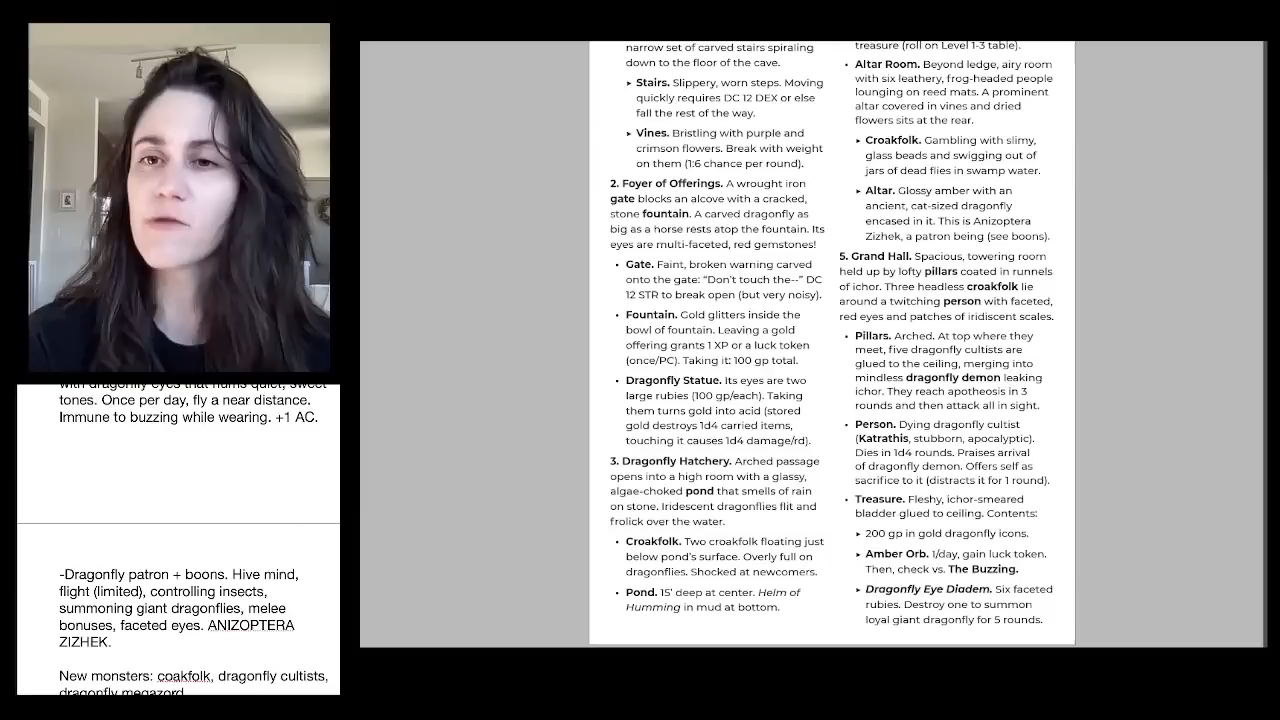 with dragonfly eyes that hums quiet, sweet
tones. Once per day, fly a near distance.
Immune to buzzing while wearing. +1 AC.
-Dragonfly patron + boons. Hive mind,
flight (limited), controlling insects,
summoning giant dragonflies, melee
bonuses, faceted eyes. ANIZOPTERA
ZIZHEK.
New monsters: coakfolk, dragonfly cultists,
dragonfly megazord
narrow set of carved stairs spiraling
down to the floor of the cave.
▸ Stairs. Slippery, worn steps. Moving
quickly requires DC 12 DEX or else
fall the rest of the way.
▸ Vines. Bristling with purple and
crimson flowers. Break with weight
on them (1:6 chance per round).
2. Foyer of Offerings. A wrought iron
gate blocks an alcove with a cracked,
stone fountain. A carved dragonfly as
big as a horse rests atop the fountain. Its
eyes are multi-faceted, red gemstones!
• Gate. Faint, broken warning carved
onto the gate: “Don’t touch the--” DC
12 STR to break open (but very noisy).
• Fountain. Gold glitters inside the
bowl of fountain. Leaving a gold
offering grants 1 XP or a luck token
(once/PC). Taking it: 100 gp total.
• Dragonfly Statue. Its eyes are two
large rubies (100 gp/each). Taking
them turns gold into acid (stored
gold destroys 1d4 carried items,
touching it causes 1d4 damage/rd).
3. Dragonfly Hatchery. Arched passage
opens into a high room with a glassy,
algae-choked pond that smells of rain
on stone. Iridescent dragonflies flit and
frolick over the water.
• Croakfolk. Two croakfolk floating just
below pond’s surface. Overly full on
dragonflies. Shocked at newcomers.
• Pond. 15’ deep at center. Helm of
Humming in mud at bottom.
treasure (roll on Level 1-3 table).
• Altar Room. Beyond ledge, airy room
with six leathery, frog-headed people
lounging on reed mats. A prominent
altar covered in vines and dried
flowers sits at the rear.
▸ Croakfolk. Gambling with slimy,
glass beads and swigging out of
jars of dead flies in swamp water.
▸ Altar. Glossy amber with an
ancient, cat-sized dragonfly
encased in it. This is Anizoptera
Zizhek, a patron being (see boons).
5. Grand Hall. Spacious, towering room
held up by lofty pillars coated in runnels
of ichor. Three headless croakfolk lie
around a twitching person with faceted,
red eyes and patches of iridiscent scales.
• Pillars. Arched. At top where they
meet, five dragonfly cultists are
glued to the ceiling, merging into
mindless dragonfly demon leaking
ichor. They reach apotheosis in 3
rounds and then attack all in sight.
• Person. Dying dragonfly cultist
(Katrathis, stubborn, apocalyptic).
Dies in 1d4 rounds. Praises arrival
of dragonfly demon. Offers self as
sacrifice to it (distracts it for 1 round).
• Treasure. Fleshy, ichor-smeared
bladder glued to ceiling. Contents:
▸ 200 gp in gold dragonfly icons.
▸ Amber Orb. 1/day, gain luck token.
Then, check vs. The Buzzing.
▸ Dragonfly Eye Diadem. Six faceted
rubies. Destroy one to summon
loyal giant dragonfly for 5 rounds.